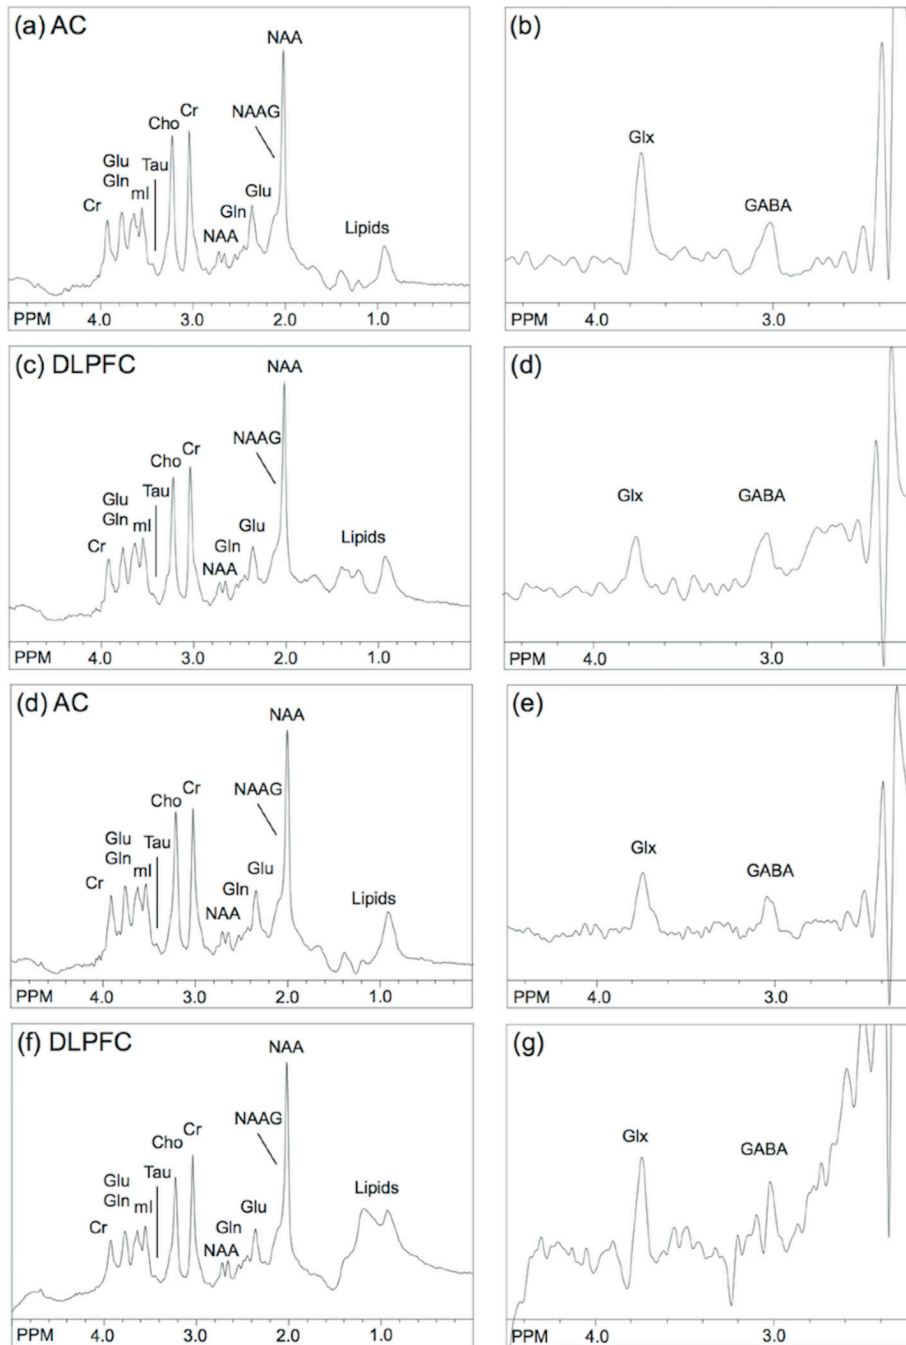 (a) AC
NAA
NAAG
Cho
Cr
Glu
Gln
Tau
mI
Cr
Glu
Gln
NAA
Lipids
PPM 4.0 3.0 2.0 1.0
(b)
Glx
GABA
PPM 4.0 3.0
(c) DLPFC
NAA
NAAG
Cho
Cr
Glu
Gln
Tau
mI
Cr
Glu
Gln
NAA
Lipids
PPM 4.0 3.0 2.0 1.0
(d)
Glx
GABA
PPM 4.0 3.0
(d) AC
NAA
NAAG
Cr
Cho
Glu
Gln
Tau
mI
Cr
Glu
Gln
NAA
Lipids
PPM 4.0 3.0 2.0 1.0
(e)
Glx
GABA
PPM 4.0 3.0
(f) DLPFC
NAA
NAAG
Cr
Cho
Glu
Gln
Tau
mI
Cr
Glu
Gln
NAA
Lipids
PPM 4.0 3.0 2.0 1.0
(g)
Glx
GABA
PPM 4.0 3.0